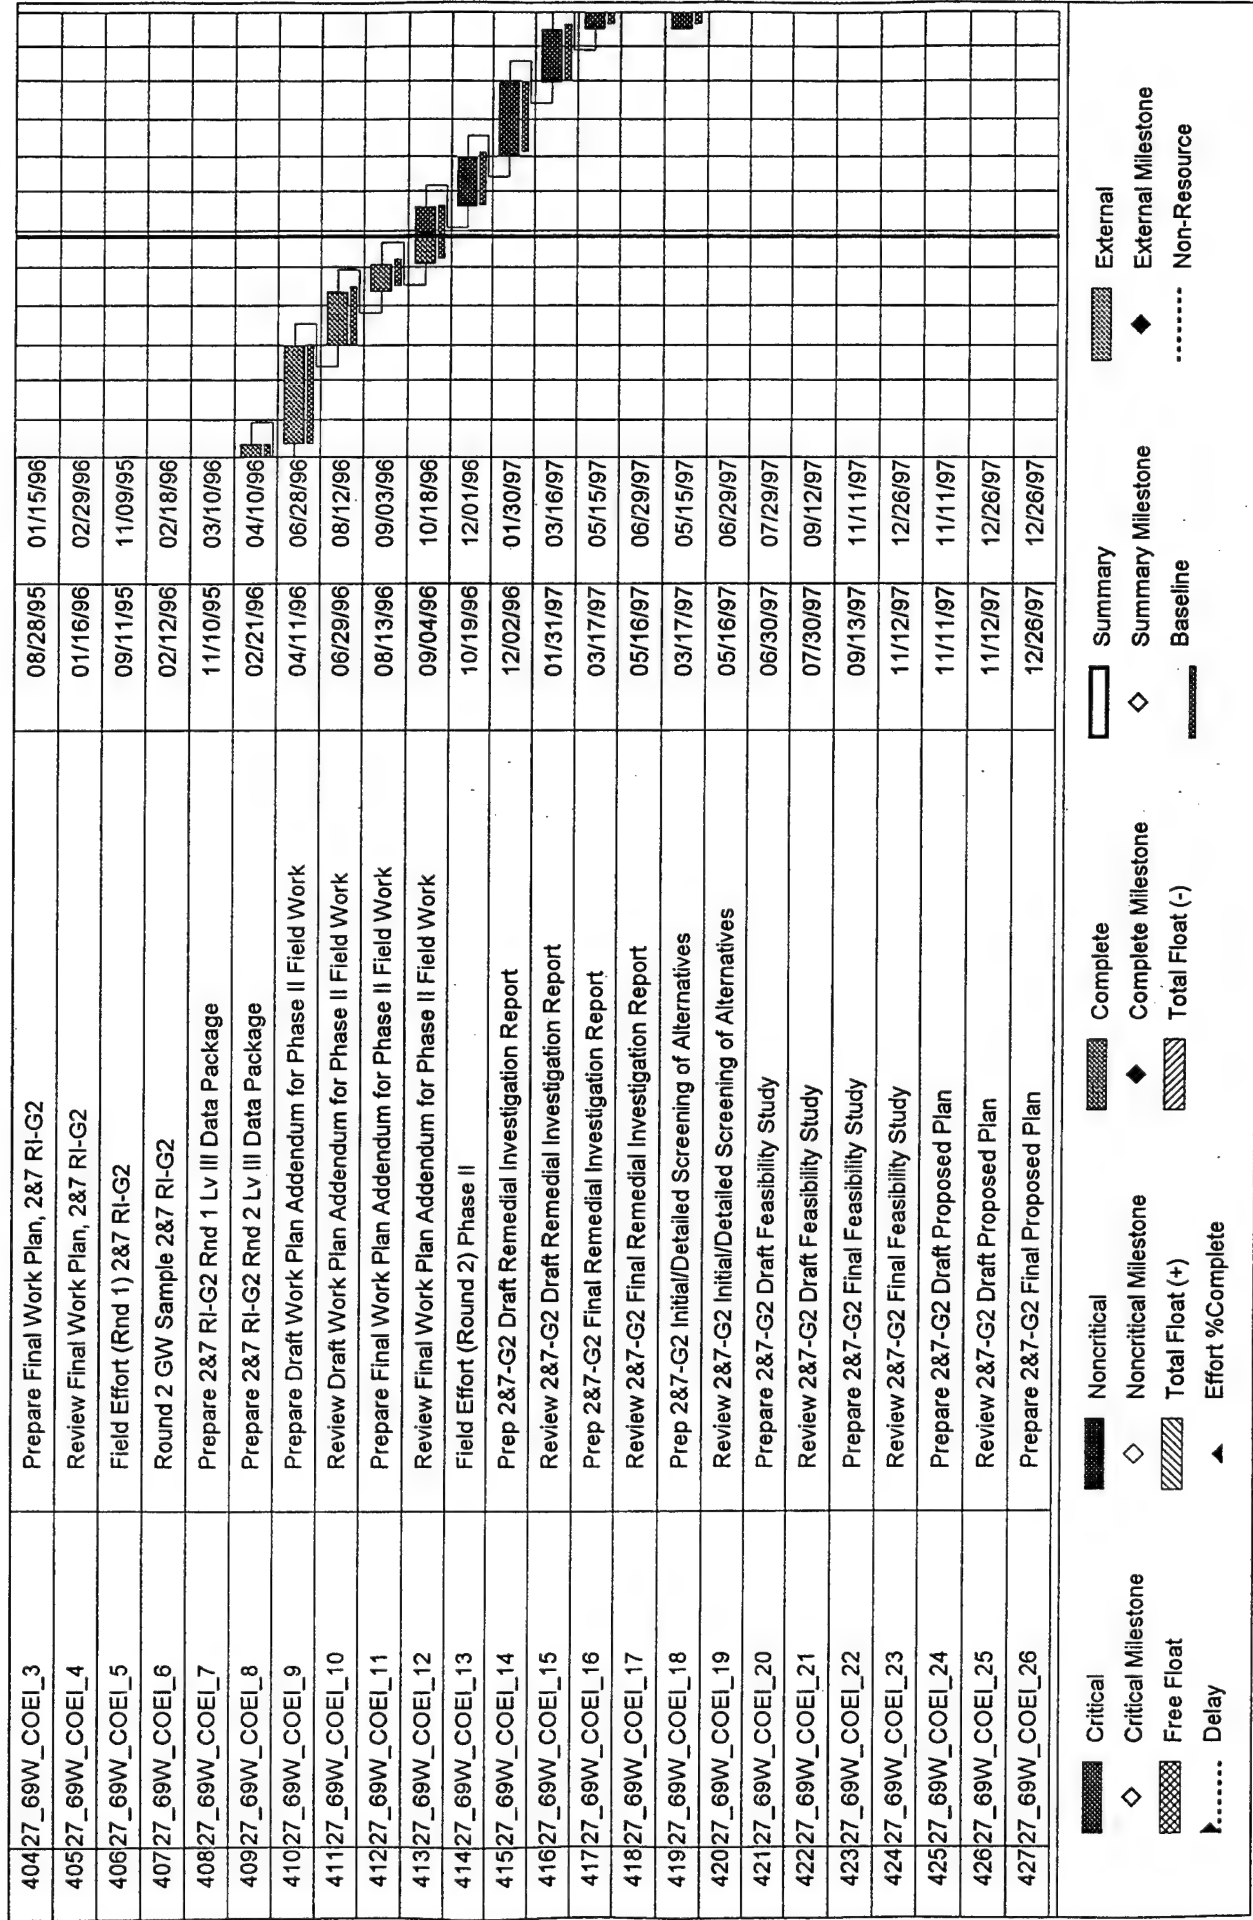 404 27_69W_COEI_3 Prepare Final Work Plan, 2&7 RI-G2 08/28/95 01/15/96
405 27_69W_COEI_4 Review Final Work Plan, 2&7 RI-G2 01/16/96 02/29/96
406 27_69W_COEI_5 Field Effort (Rnd 1) 2&7 RI-G2 09/11/95 11/09/95
407 27_69W_COEI_6 Round 2 GW Sample 2&7 RI-G2 02/12/96 02/18/96
408 27_69W_COEI_7 Prepare 2&7 RI-G2 Rnd 1 Lv III Data Package 11/10/95 03/10/96
409 27_69W_COEI_8 Prepare 2&7 RI-G2 Rnd 2 Lv III Data Package 02/21/96 04/10/96
410 27_69W_COEI_9 Prepare Draft Work Plan Addendum for Phase II Field Work 04/11/96 06/28/96
411 27_69W_COEI_10 Review Draft Work Plan Addendum for Phase II Field Work 06/29/96 08/12/96
412 27_69W_COEI_11 Prepare Final Work Plan Addendum for Phase II Field Work 08/13/96 09/03/96
413 27_69W_COEI_12 Review Final Work Plan Addendum for Phase II Field Work 09/04/96 10/18/96
414 27_69W_COEI_13 Field Effort (Round 2) Phase II 10/19/96 12/01/96
415 27_69W_COEI_14 Prep 2&7-G2 Draft Remedial Investigation Report 12/02/96 01/30/97
416 27_69W_COEI_15 Review 2&7-G2 Draft Remedial Investigation Report 01/31/97 03/16/97
417 27_69W_COEI_16 Prep 2&7-G2 Final Remedial Investigation Report 03/17/97 05/15/97
418 27_69W_COEI_17 Review 2&7-G2 Final Remedial Investigation Report 05/16/97 06/29/97
419 27_69W_COEI_18 Prep 2&7-G2 Initial/Detailed Screening of Alternatives 03/17/97 05/15/97
420 27_69W_COEI_19 Review 2&7-G2 Initial/Detailed Screening of Alternatives 05/16/97 06/29/97
421 27_69W_COEI_20 Prepare 2&7-G2 Draft Feasibility Study 06/30/97 07/29/97
422 27_69W_COEI_21 Review 2&7-G2 Draft Feasibility Study 07/30/97 09/12/97
423 27_69W_COEI_22 Prepare 2&7-G2 Final Feasibility Study 09/13/97 11/11/97
424 27_69W_COEI_23 Review 2&7-G2 Final Feasibility Study 11/12/97 12/26/97
425 27_69W_COEI_24 Prepare 2&7-G2 Draft Proposed Plan 11/11/97 11/11/97
426 27_69W_COEI_25 Review 2&7-G2 Draft Proposed Plan 11/12/97 12/26/97
427 27_69W_COEI_26 Prepare 2&7-G2 Final Proposed Plan 12/26/97 12/26/97
Critical Noncritical Complete Summary External
Critical Milestone Noncritical Milestone Complete Milestone Summary Milestone External Milestone
Free Float Total Float (+) Total Float (-) Baseline Non-Resource
Delay Effort %Complete